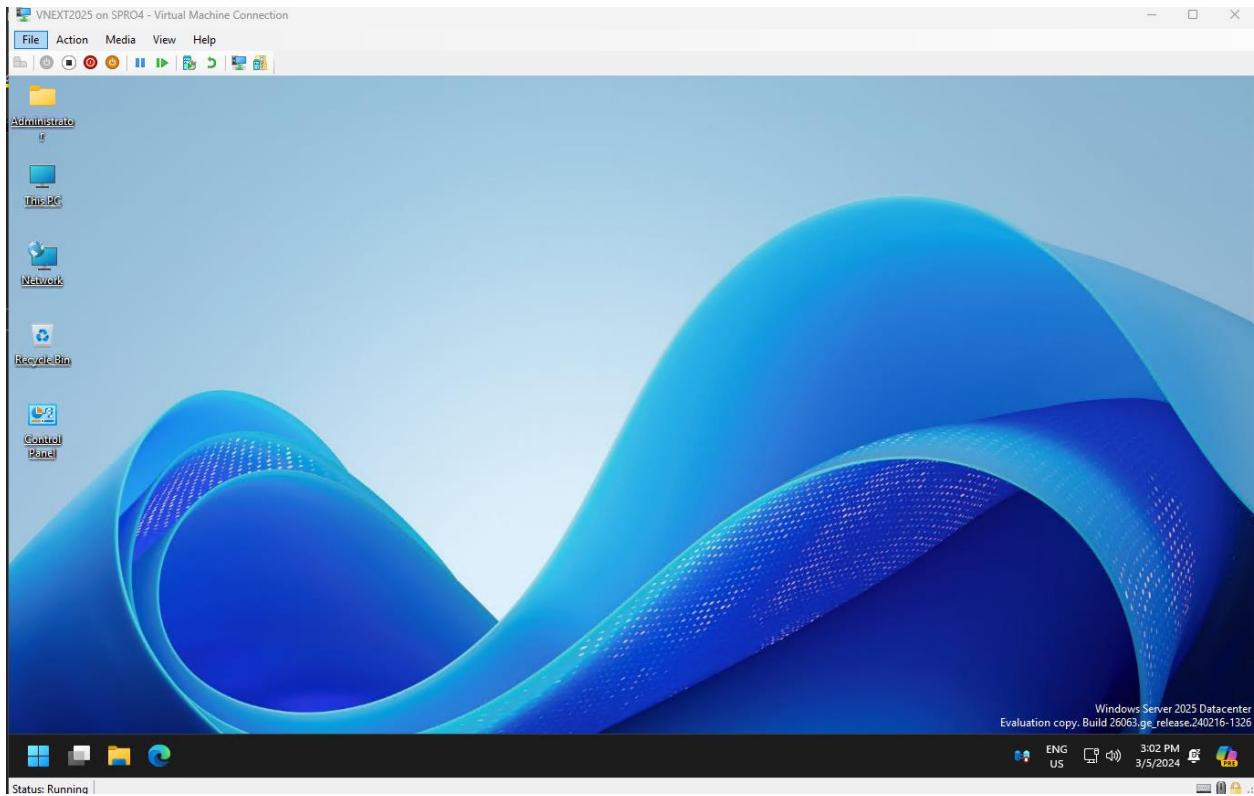 VNEXT2025 on SPRO4 - Virtual Machine Connection
File Action Media View Help
Administrato
r
This PC
Network
Recycle Bin
Control
Panel
Windows Server 2025 Datacenter
Evaluation copy. Build 26063.ge_release.240216-1326
ENG
US
3:02 PM
3/5/2024
PRE
Status: Running